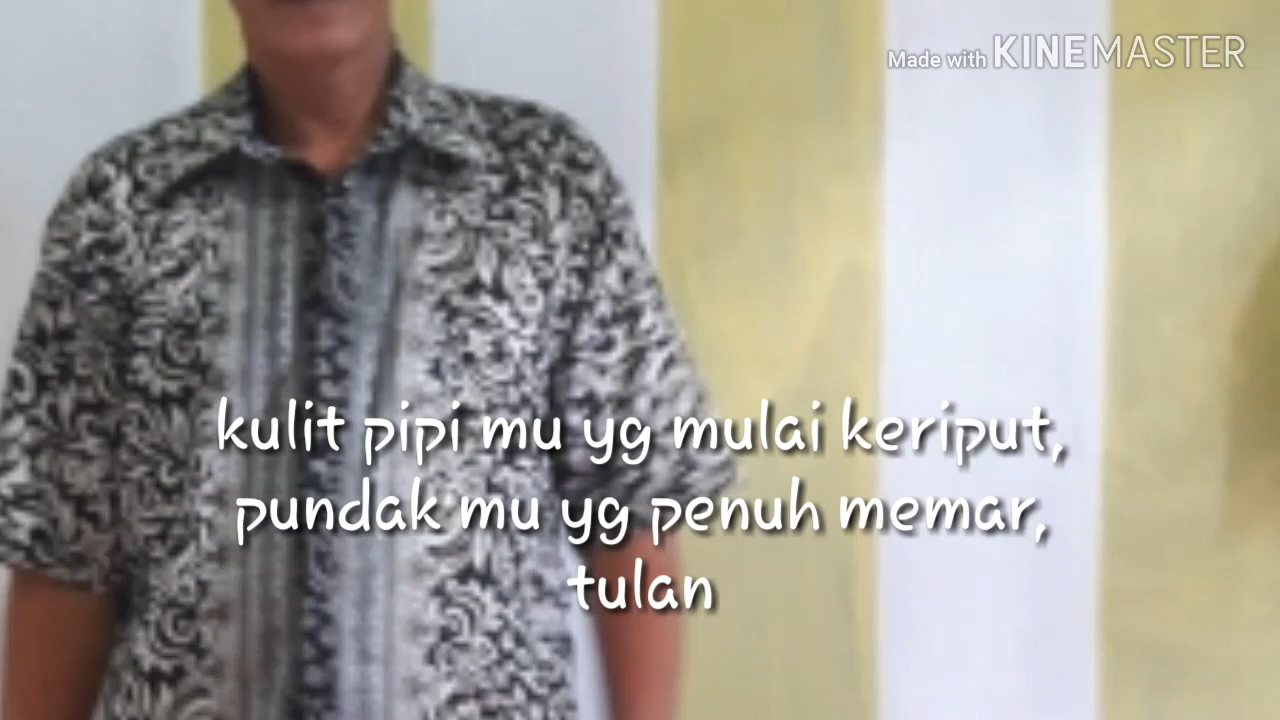 Made with KINEMASTER
kulit pipi mu yg mulai keriput,
pundak mu yg penuh memar,
tulan